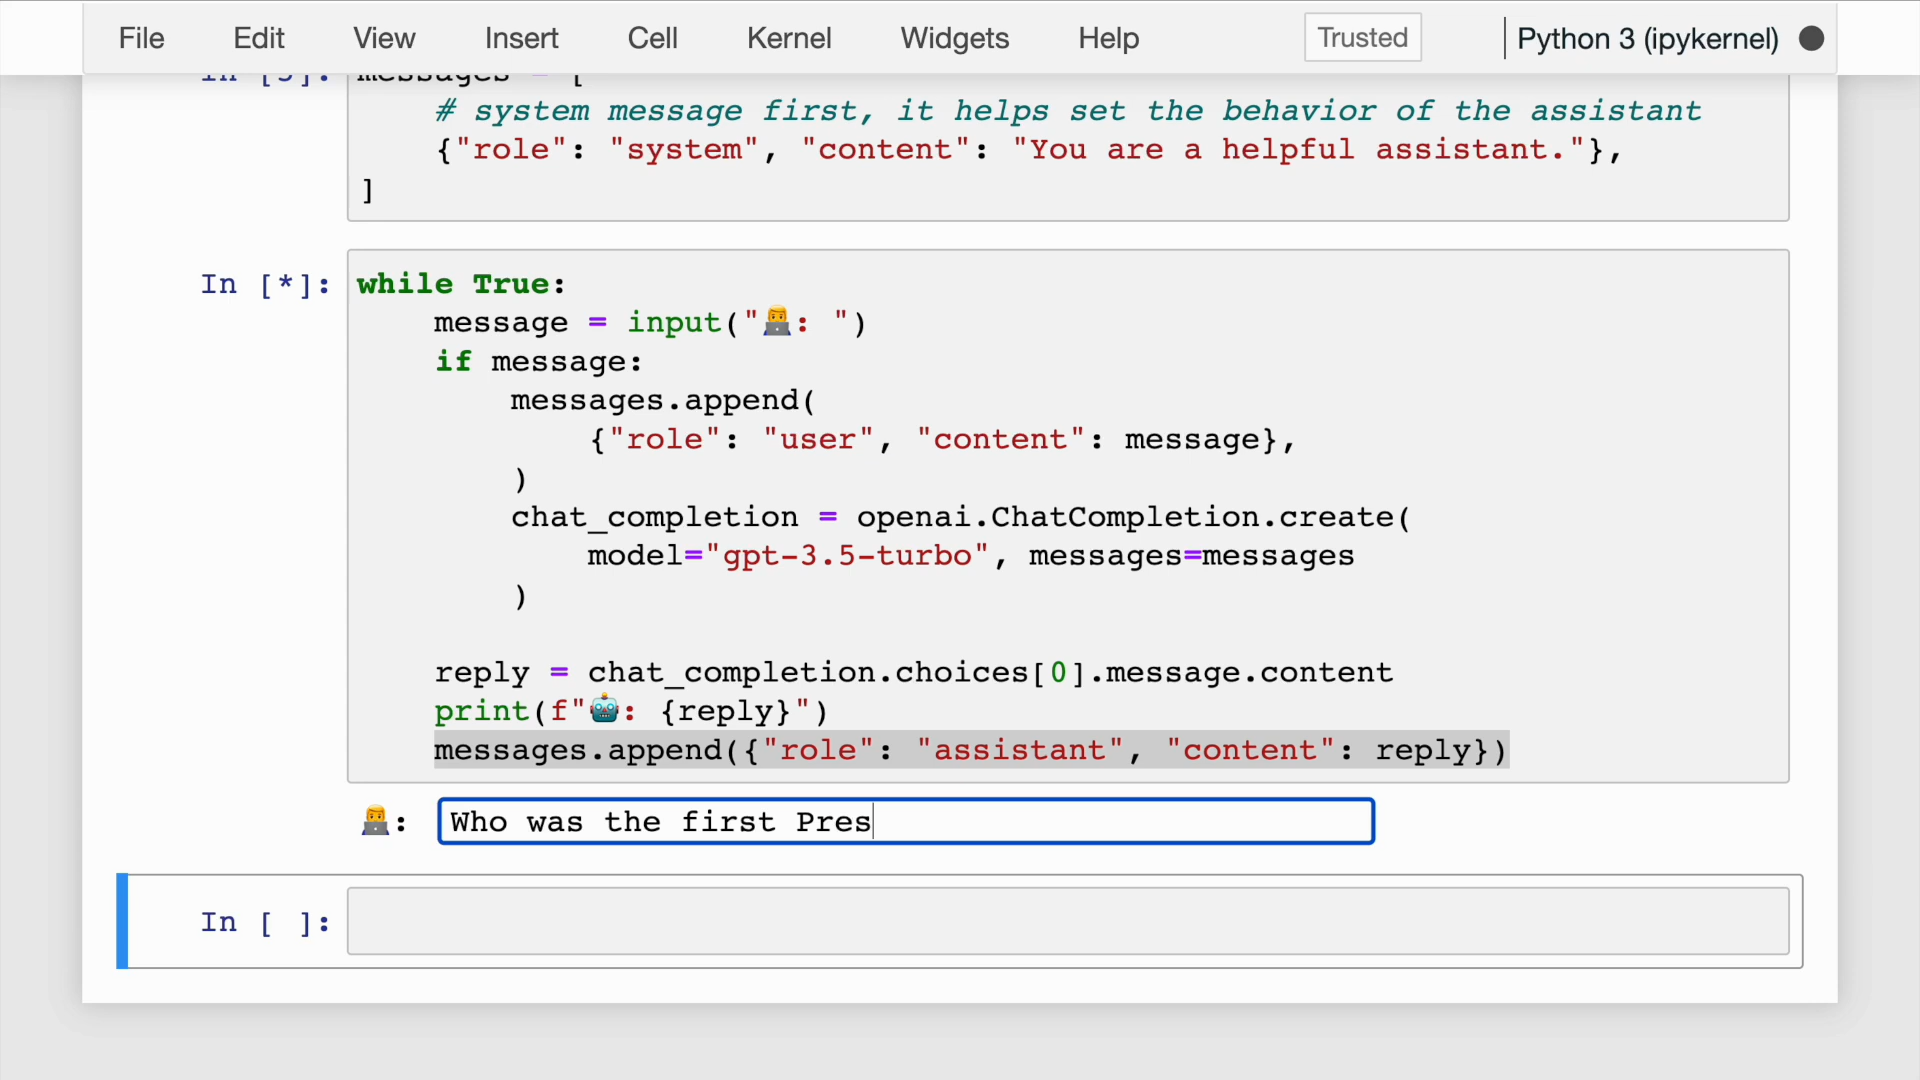 File Edit View Insert Cell Kernel Widgets Help Trusted Python 3 (ipykernel)
messages = [
# system message first, it helps set the behavior of the assistant
{"role": "system", "content": "You are a helpful assistant."},
]
In [*]: while True:
message = input("👨‍💻: ")
if message:
messages.append(
{"role": "user", "content": message},
)
chat_completion = openai.ChatCompletion.create(
model="gpt-3.5-turbo", messages=messages
)
reply = chat_completion.choices[0].message.content
print(f"🤖: {reply}")
messages.append({"role": "assistant", "content": reply})
👨‍💻: Who was the first Pres
In [ ]: